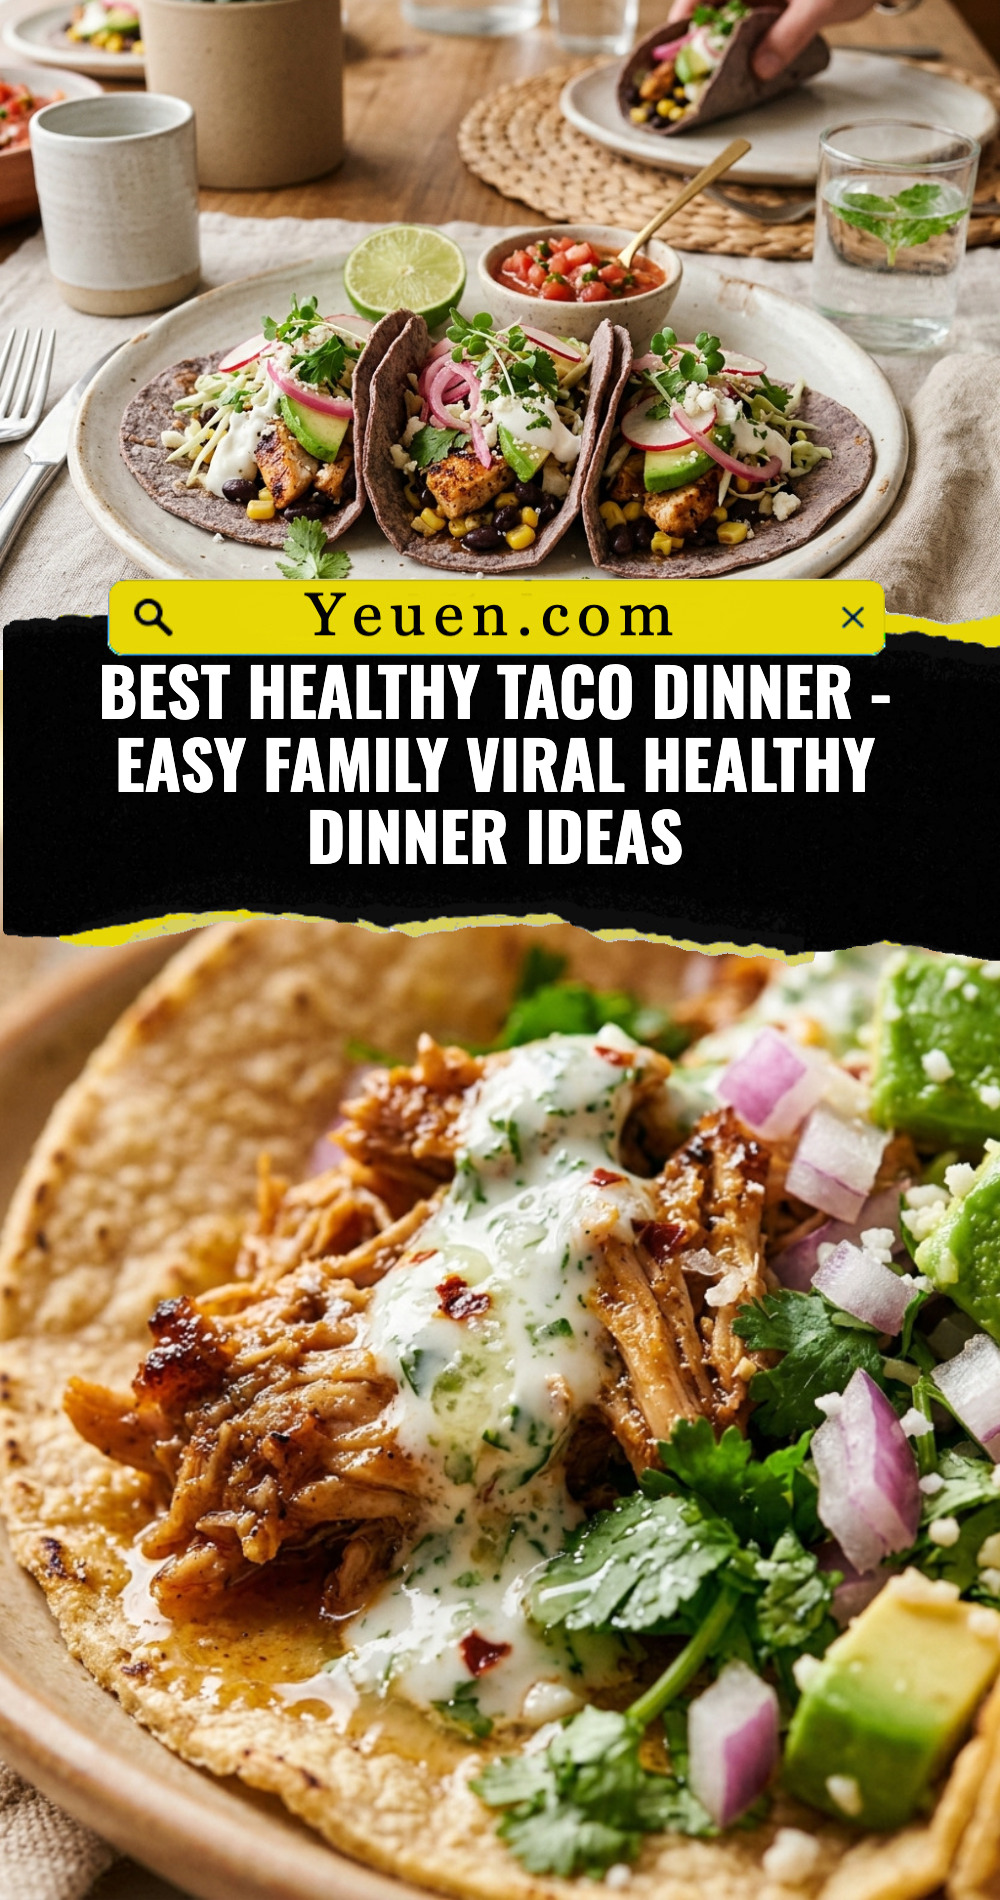 Yeuen.com
BEST HEALTHY TACO DINNER -
EASY FAMILY VIRAL HEALTHY
DINNER IDEAS